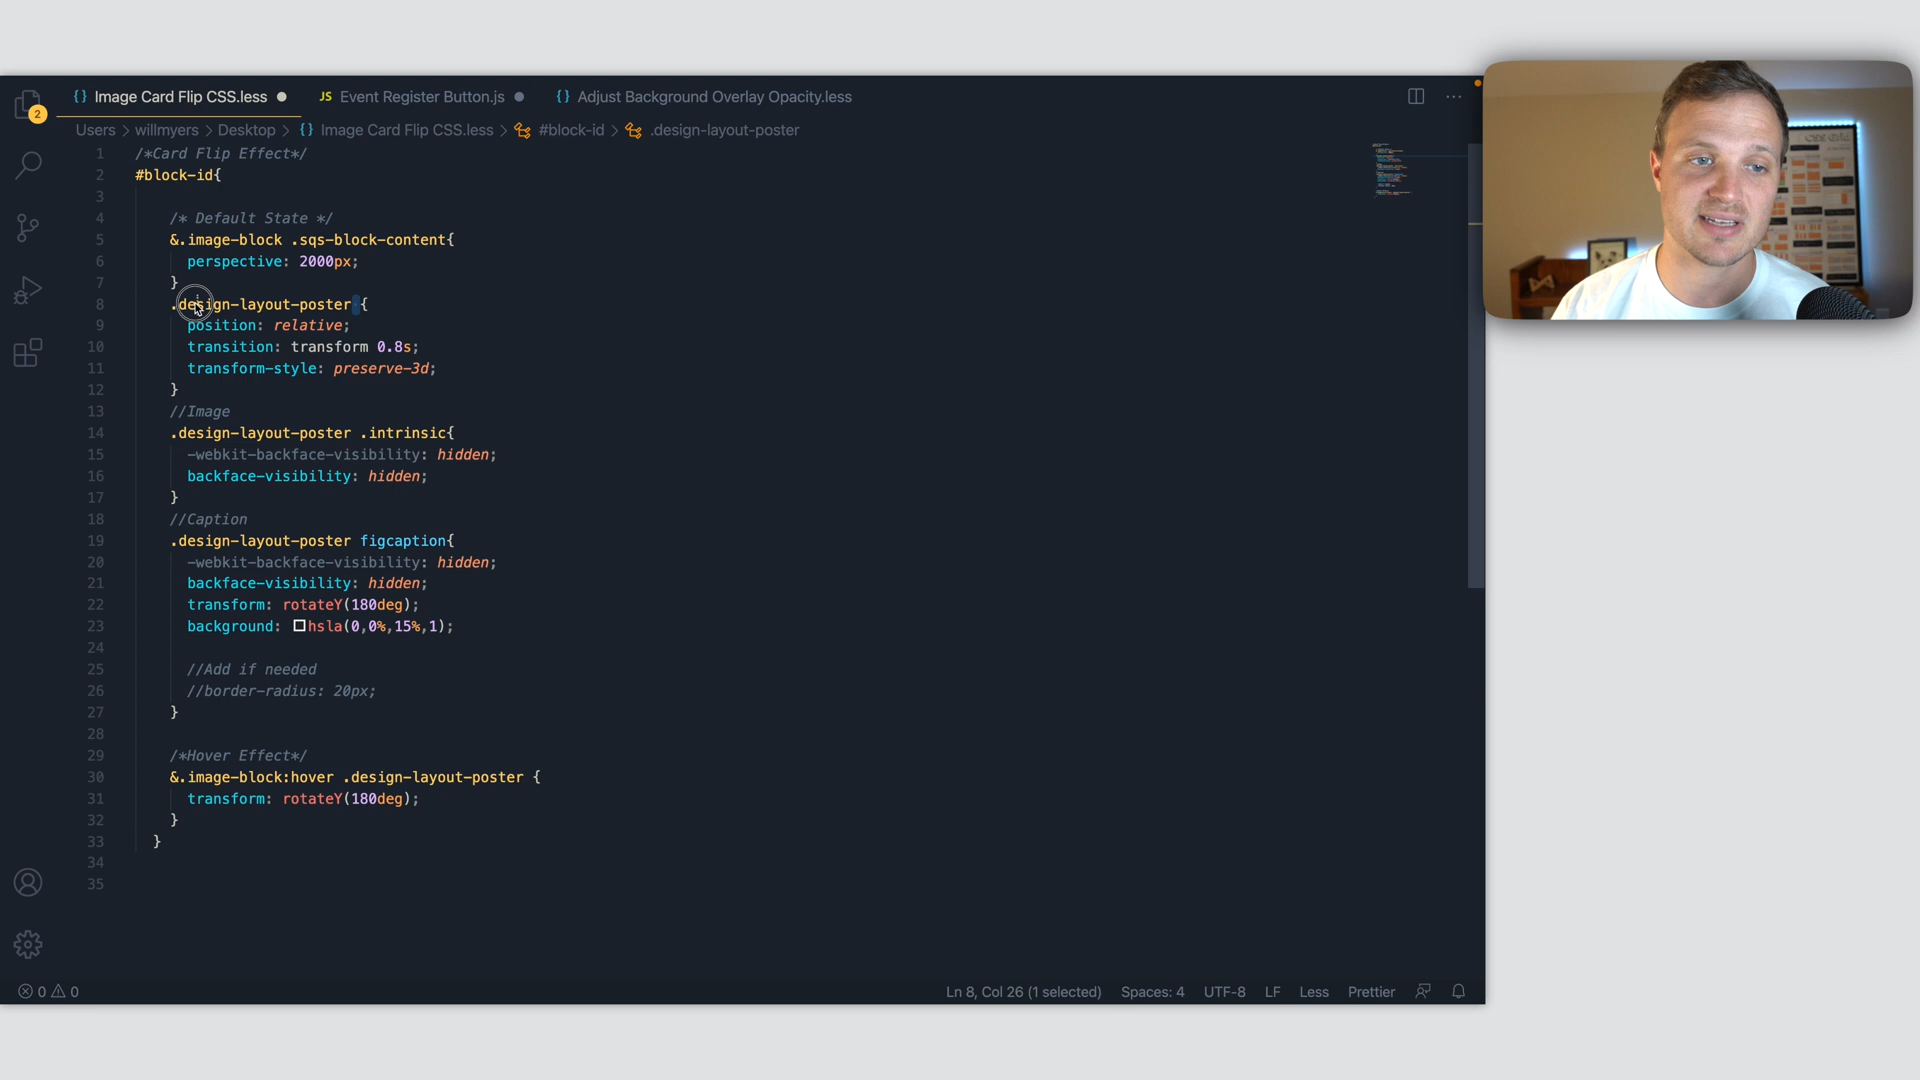 Image Card Flip CSS.less
JS Event Register Button.js
Adjust Background Overlay Opacity.less
2
Users > willmyers > Desktop > {} Image Card Flip CSS.less > #block-id > .design-layout-poster
1 /*Card Flip Effect*/
2 #block-id{
3
4 /* Default State */
5 &.image-block .sqs-block-content{
6 perspective: 2000px;
7 }
8 .design-layout-poster {
9 position: relative;
10 transition: transform 0.8s;
11 transform-style: preserve-3d;
12 }
13 //Image
14 .design-layout-poster .intrinsic{
15 -webkit-backface-visibility: hidden;
16 backface-visibility: hidden;
17 }
18 //Caption
19 .design-layout-poster figcaption{
20 -webkit-backface-visibility: hidden;
21 backface-visibility: hidden;
22 transform: rotateY(180deg);
23 background: hsla(0,0%,15%,1);
24
25 //Add if needed
26 //border-radius: 20px;
27 }
28
29 /*Hover Effect*/
30 &.image-block:hover .design-layout-poster {
31 transform: rotateY(180deg);
32 }
33 }
34
35
0 0
Ln 8, Col 26 (1 selected) Spaces: 4 UTF-8 LF Less Prettier